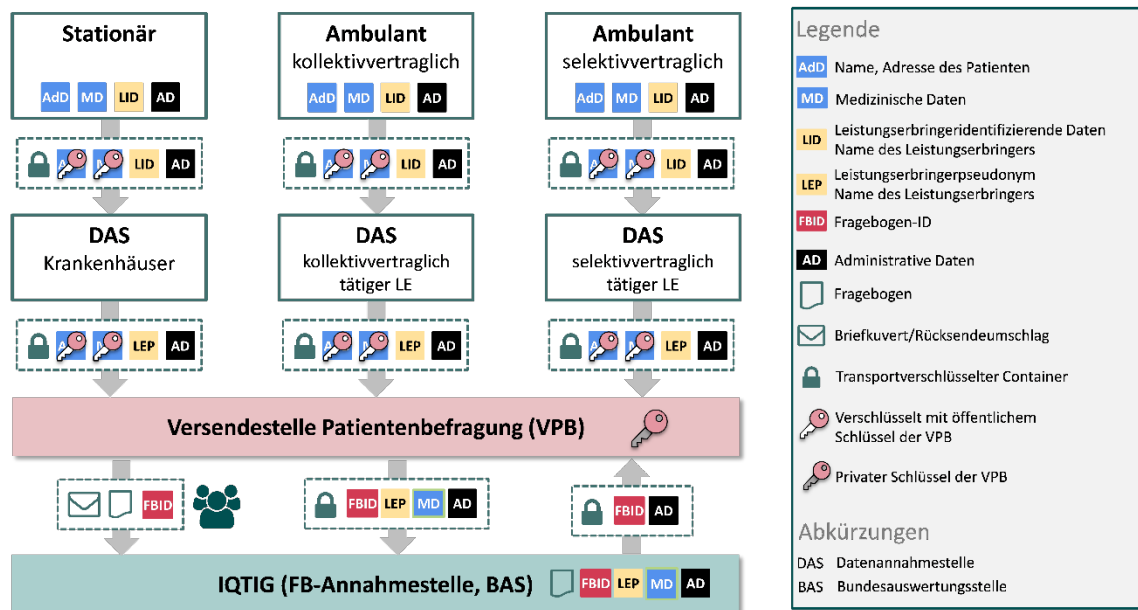 Stationär
AdD MD LID AD
Ambulant
kollektivvertraglich
AdD MD LID AD
Ambulant
selektivvertraglich
AdD MD LID AD
LID AD
LID AD
LID AD
DAS
Krankenhäuser
DAS
kollektivvertraglich
tätiger LE
DAS
selektivvertraglich
tätiger LE
LEP AD
LEP AD
LEP AD
Versendestelle Patientenbefragung (VPB)
FBID
FBID LEP MD AD
FBID AD
IQTIG (FB-Annahmestelle, BAS)
FBID LEP MD AD
Legende
AdD Name, Adresse des Patienten
MD Medizinische Daten
LID Leistungserbringeridentifizierende Daten
Name des Leistungserbringers
LEP Leistungserbringerpseudonym
Name des Leistungserbringers
FBID Fragebogen-ID
AD Administrative Daten
Fragebogen
Briefkuvert/Rücksendeumschlag
Transportverschlüsselter Container
Verschlüsselt mit öffentlichem
Schlüssel der VPB
Privater Schlüssel der VPB
Abkürzungen
DAS Datenannahmestelle
BAS Bundesauswertungsstelle